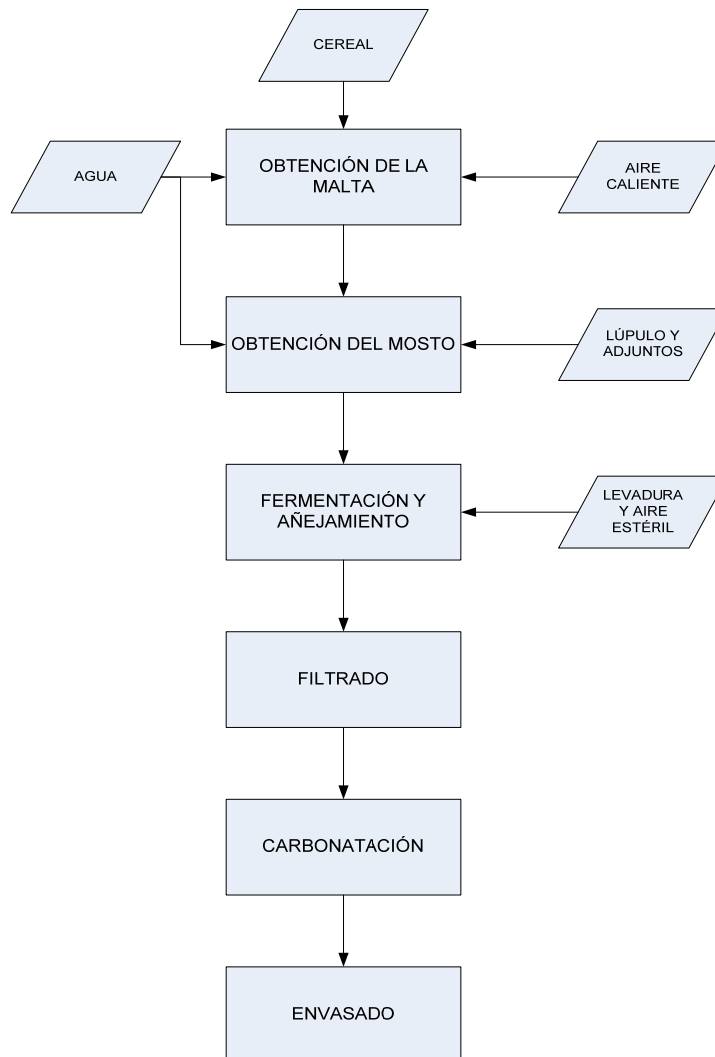 CEREAL
AGUA
OBTENCIÓN DE LA
MALTA
AIRE
CALIENTE
OBTENCIÓN DEL MOSTO
LÚPULO Y
ADJUNTOS
FERMENTACIÓN Y
AÑEJAMIENTO
LEVADURA
Y AIRE
ESTÉRIL
FILTRADO
CARBONATACIÓN
ENVASADO